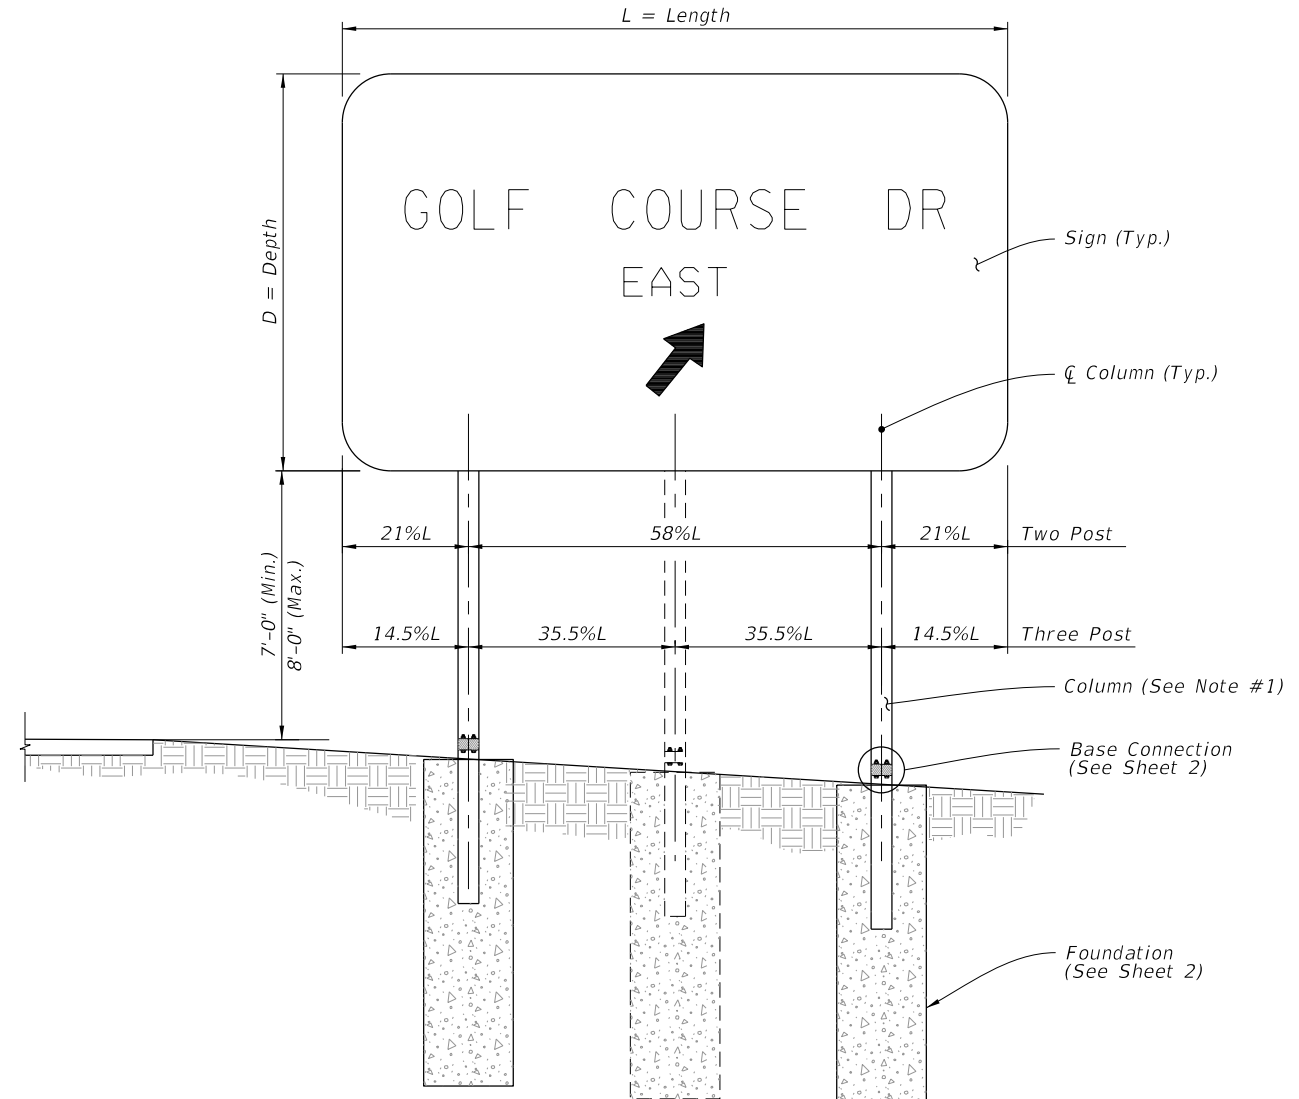 L = Length
D = Depth
GOLF COURSE DR
EAST
Sign (Typ.)
℄ Column (Typ.)
21%L
58%L
21%L
Two Post
7'-0" (Min.)
8'-0" (Max.)
14.5%L
35.5%L
35.5%L
14.5%L
Three Post
Column (See Note #1)
Base Connection
(See Sheet 2)
Foundation
(See Sheet 2)